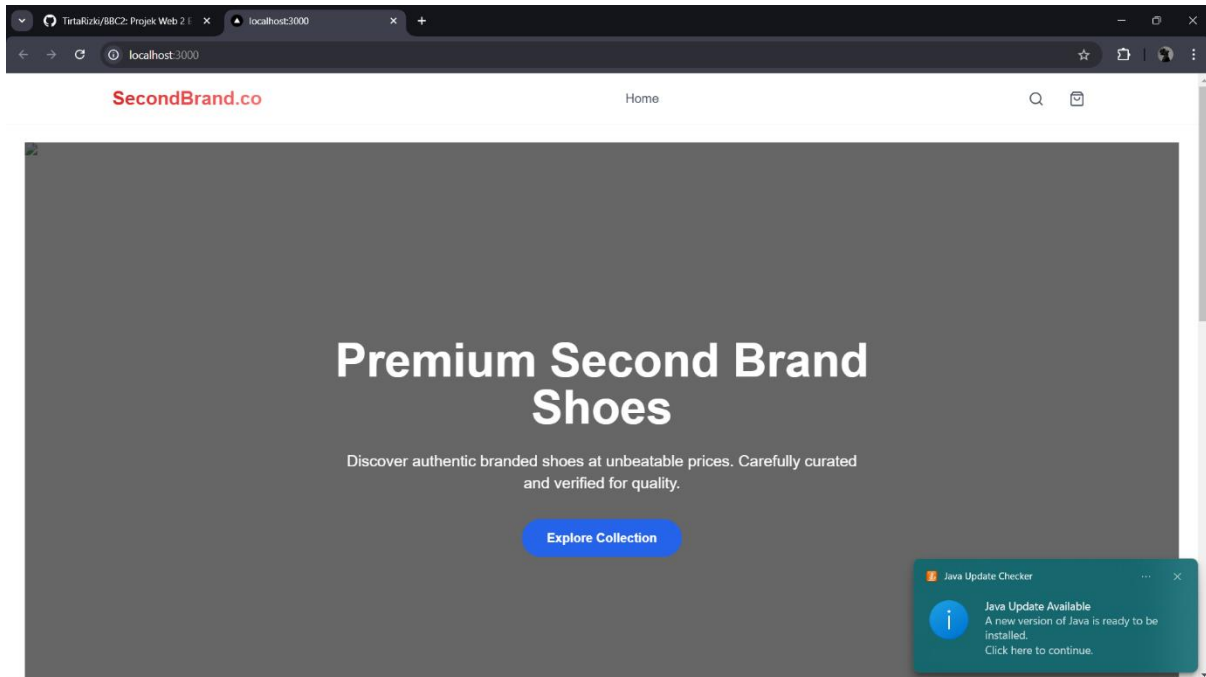 TirtaRizki/BBC2: Projek Web 2
localhost:3000
localhost:3000
SecondBrand.co
Home
Premium Second Brand
Shoes
Discover authentic branded shoes at unbeatable prices. Carefully curated
and verified for quality.
Explore Collection
Java Update Checker
Java Update Available
A new version of Java is ready to be
installed.
Click here to continue.